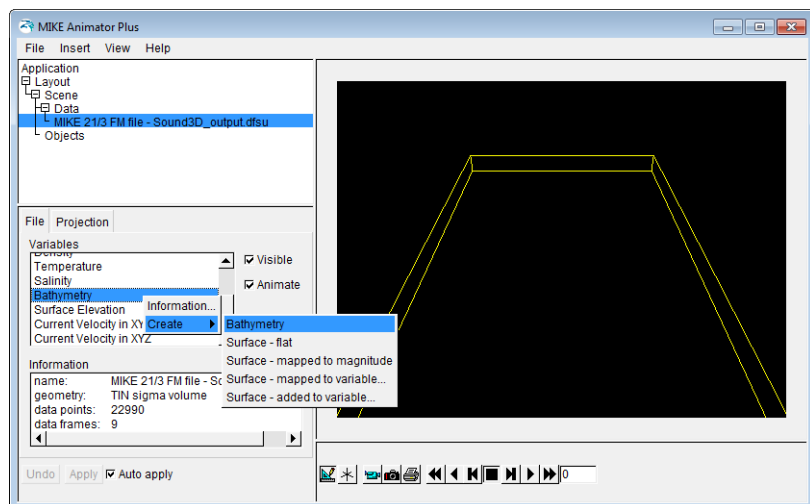 MIKE Animator Plus
File Insert View Help
Application
Layout
Scene
Data
MIKE 21/3 FM file - Sound3D_output.dfsu
Objects
File Projection
Variables
Density
Temperature
Salinity
Bathymetry
Surface Elevation
Current Velocity in XY
Current Velocity in XYZ
Visible
Animate
Information...
Create
Bathymetry
Surface - flat
Surface - mapped to magnitude
Surface - mapped to variable...
Surface - added to variable...
Information
name: MIKE 21/3 FM file - So
geometry: TIN sigma volume
data points: 22990
data frames: 9
Undo Apply Auto apply
0